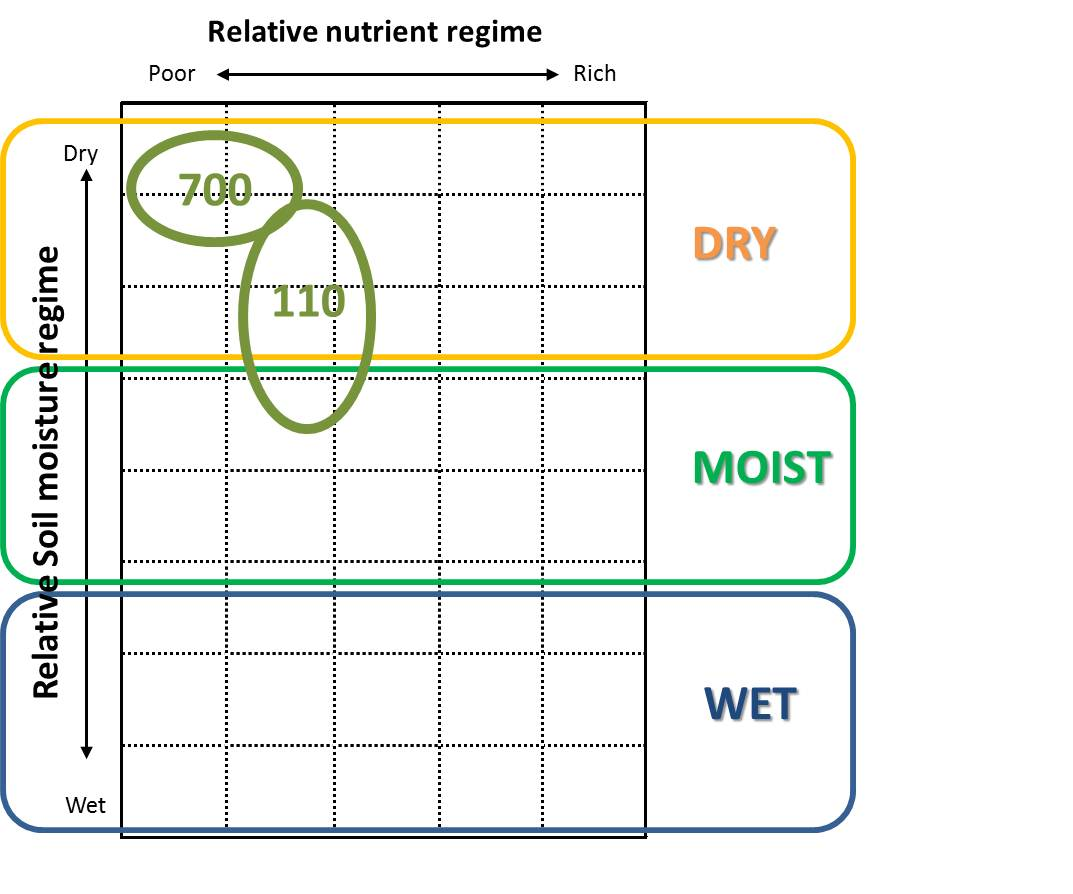 Relative nutrient regime
Poor
Rich
Dry
700
DRY
110
Relative Soil moisture regime
MOIST
WET
Wet